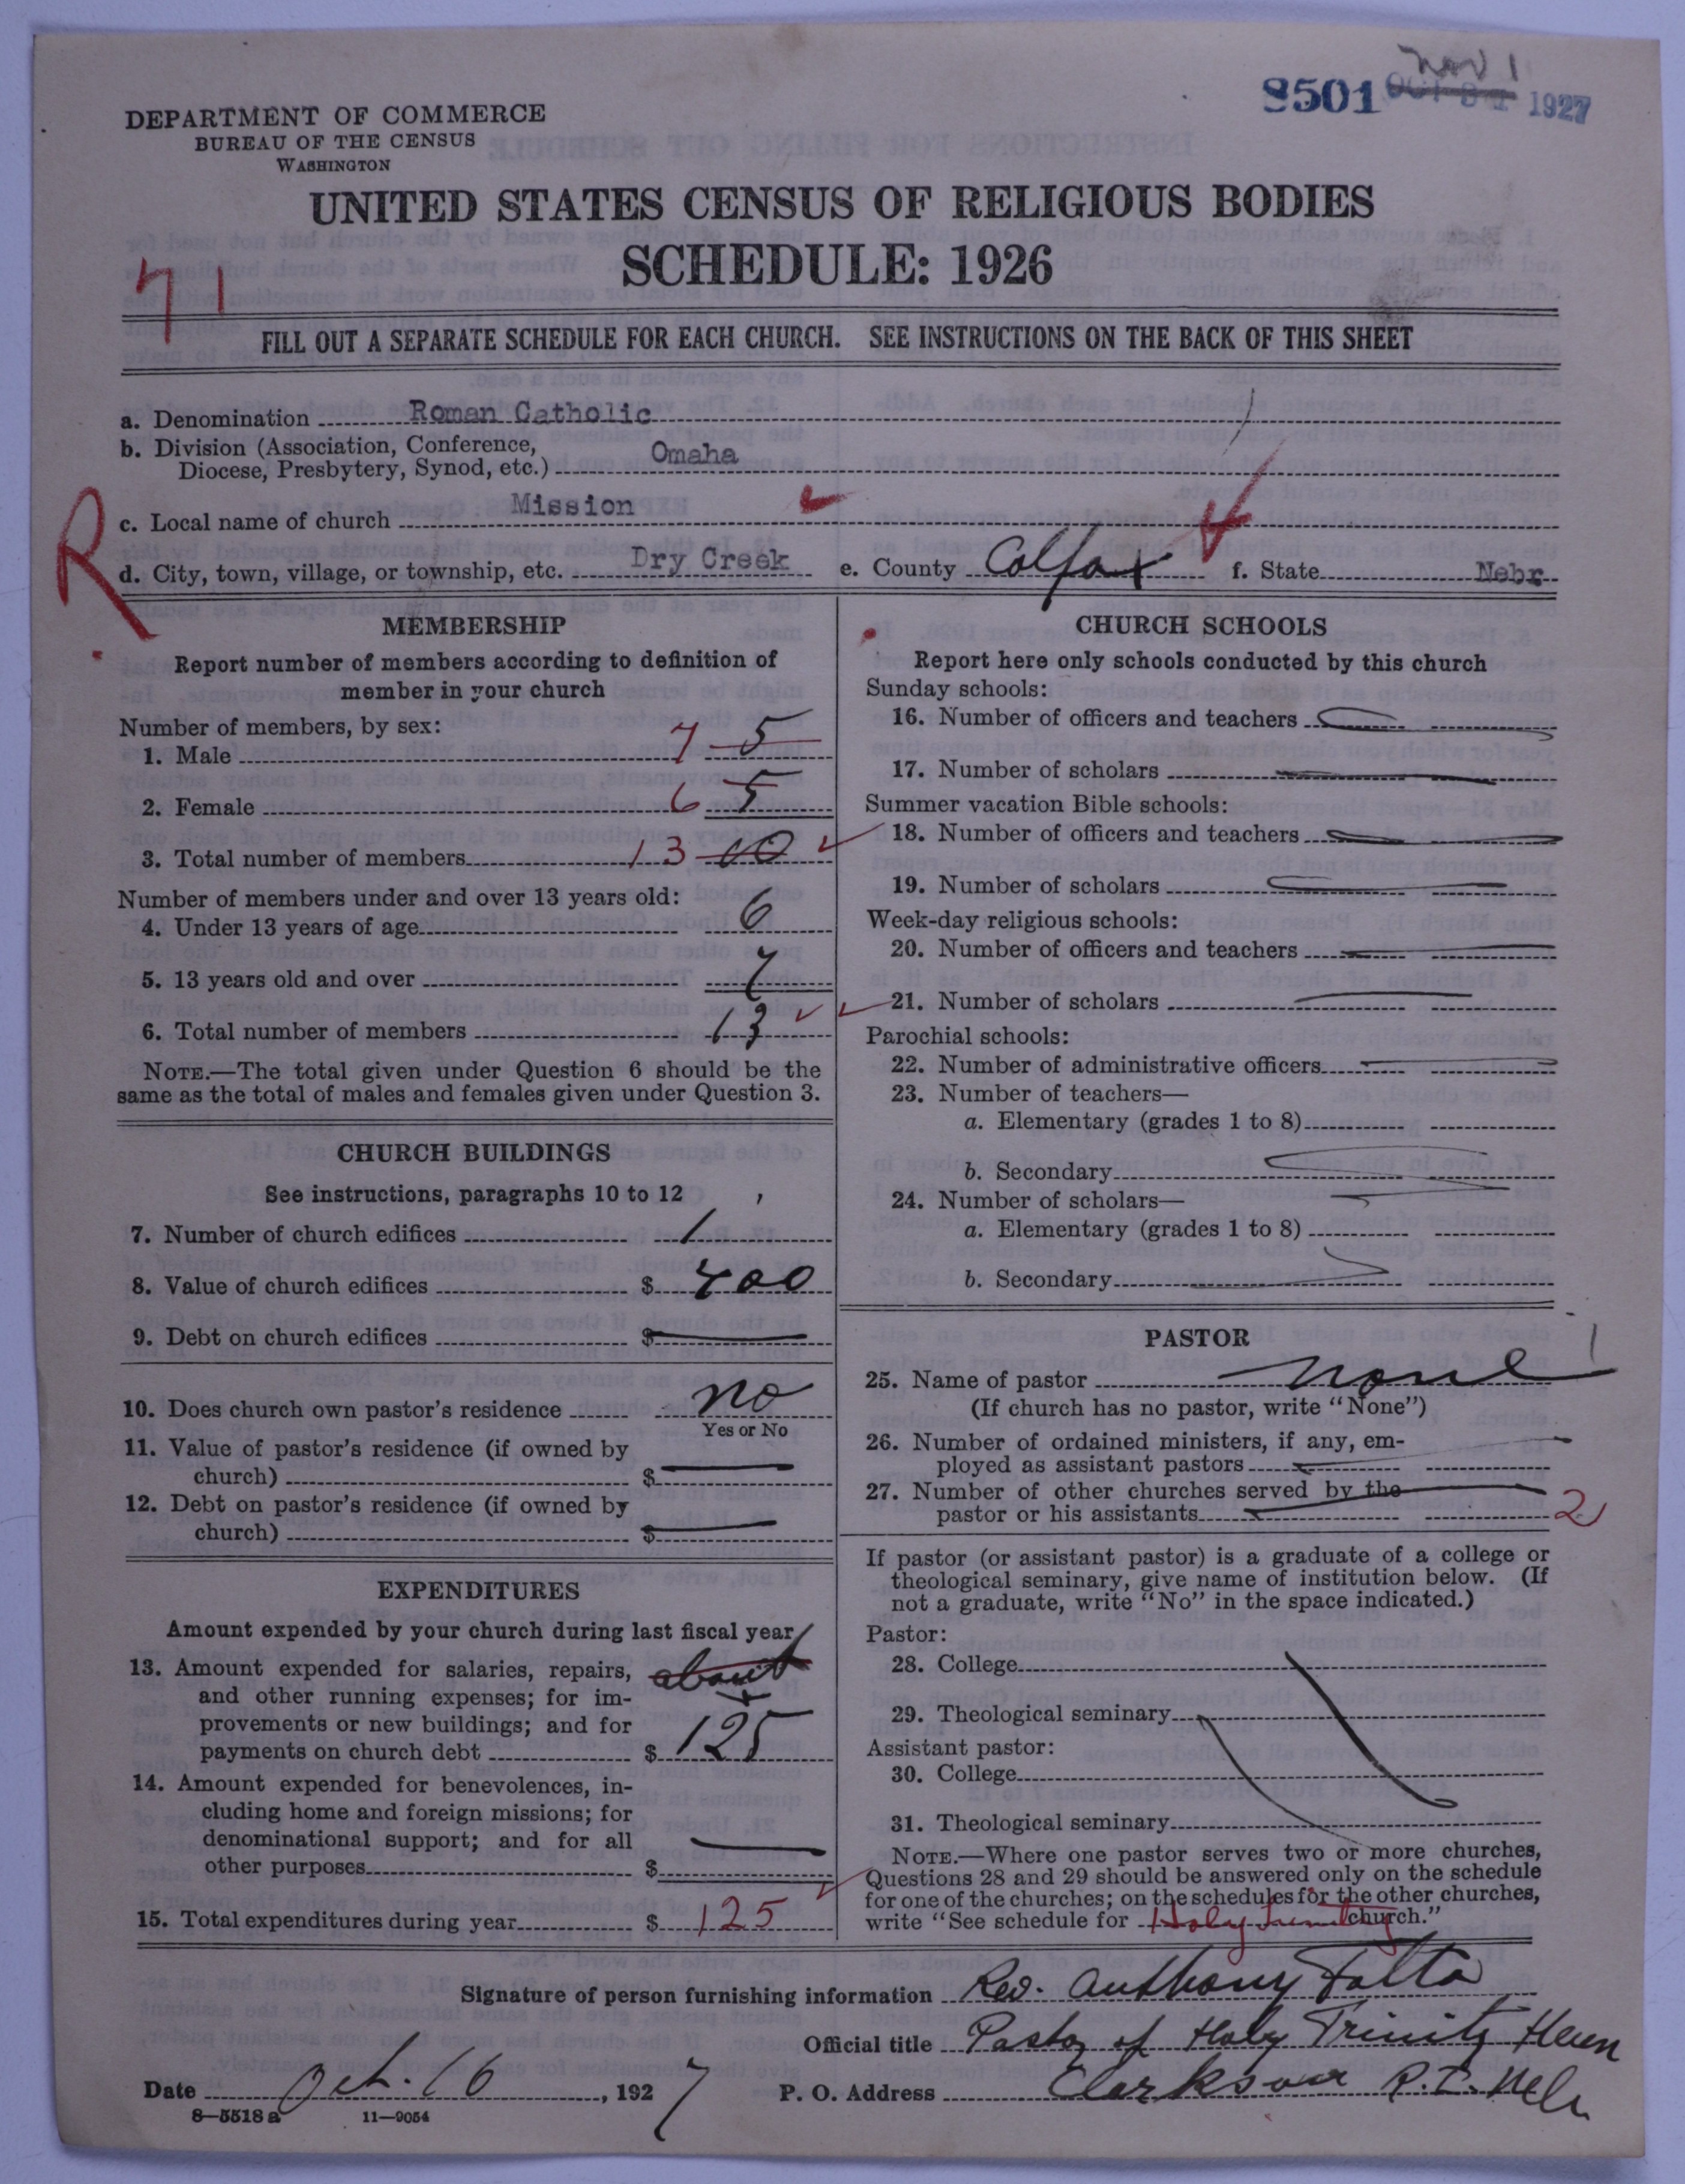 8501 Oct 31 1927
Nov 1
DEPARTMENT OF COMMERCE
BUREAU OF THE CENSUS
WASHINGTON
UNITED STATES CENSUS OF RELIGIOUS BODIES
SCHEDULE: 1926
71
FILL OUT A SEPARATE SCHEDULE FOR EACH CHURCH. SEE INSTRUCTIONS ON THE BACK OF THIS SHEET
a. Denomination Roman Catholic
b. Division (Association, Conference, Diocese, Presbytery, Synod, etc.) Omaha
c. Local name of church Mission
R
d. City, town, village, or township, etc. Dry Creek e. County Colfax f. State Nebr
MEMBERSHIP
Report number of members according to definition of
member in your church
Number of members, by sex:
1. Male 7 5
2. Female 6 5
3. Total number of members 13 10
Number of members under and over 13 years old:
4. Under 13 years of age 6
5. 13 years old and over 7
6. Total number of members 13
NOTE.—The total given under Question 6 should be the
same as the total of males and females given under Question 3.
CHURCH BUILDINGS
See instructions, paragraphs 10 to 12
7. Number of church edifices 1
8. Value of church edifices $ 400
9. Debt on church edifices $
10. Does church own pastor's residence no
Yes or No
11. Value of pastor's residence (if owned by
church) $
12. Debt on pastor's residence (if owned by
church) $
EXPENDITURES
Amount expended by your church during last fiscal year
13. Amount expended for salaries, repairs, about
and other running expenses; for im-
provements or new buildings; and for
payments on church debt $ 125
14. Amount expended for benevolences, in-
cluding home and foreign missions; for
denominational support; and for all
other purposes $
15. Total expenditures during year $ 125
CHURCH SCHOOLS
Report here only schools conducted by this church
Sunday schools:
16. Number of officers and teachers
17. Number of scholars
Summer vacation Bible schools:
18. Number of officers and teachers
19. Number of scholars
Week-day religious schools:
20. Number of officers and teachers
21. Number of scholars
Parochial schools:
22. Number of administrative officers
23. Number of teachers—
a. Elementary (grades 1 to 8)
b. Secondary
24. Number of scholars—
a. Elementary (grades 1 to 8)
b. Secondary
PASTOR
25. Name of pastor none
(If church has no pastor, write "None")
26. Number of ordained ministers, if any, em-
ployed as assistant pastors
27. Number of other churches served by the
pastor or his assistants 2
If pastor (or assistant pastor) is a graduate of a college or
theological seminary, give name of institution below. (If
not a graduate, write "No" in the space indicated.)
Pastor:
28. College
29. Theological seminary
Assistant pastor:
30. College
31. Theological seminary
NOTE.—Where one pastor serves two or more churches,
Questions 28 and 29 should be answered only on the schedule
for one of the churches; on the schedules for the other churches,
write "See schedule for Holy Trinity church."
Signature of person furnishing information Rev. Anthony Folta
Official title Pastor of Holy Trinity Heun
Date Oct. 16, 1927 P. O. Address Clarkson
8—5518 a 11—9054